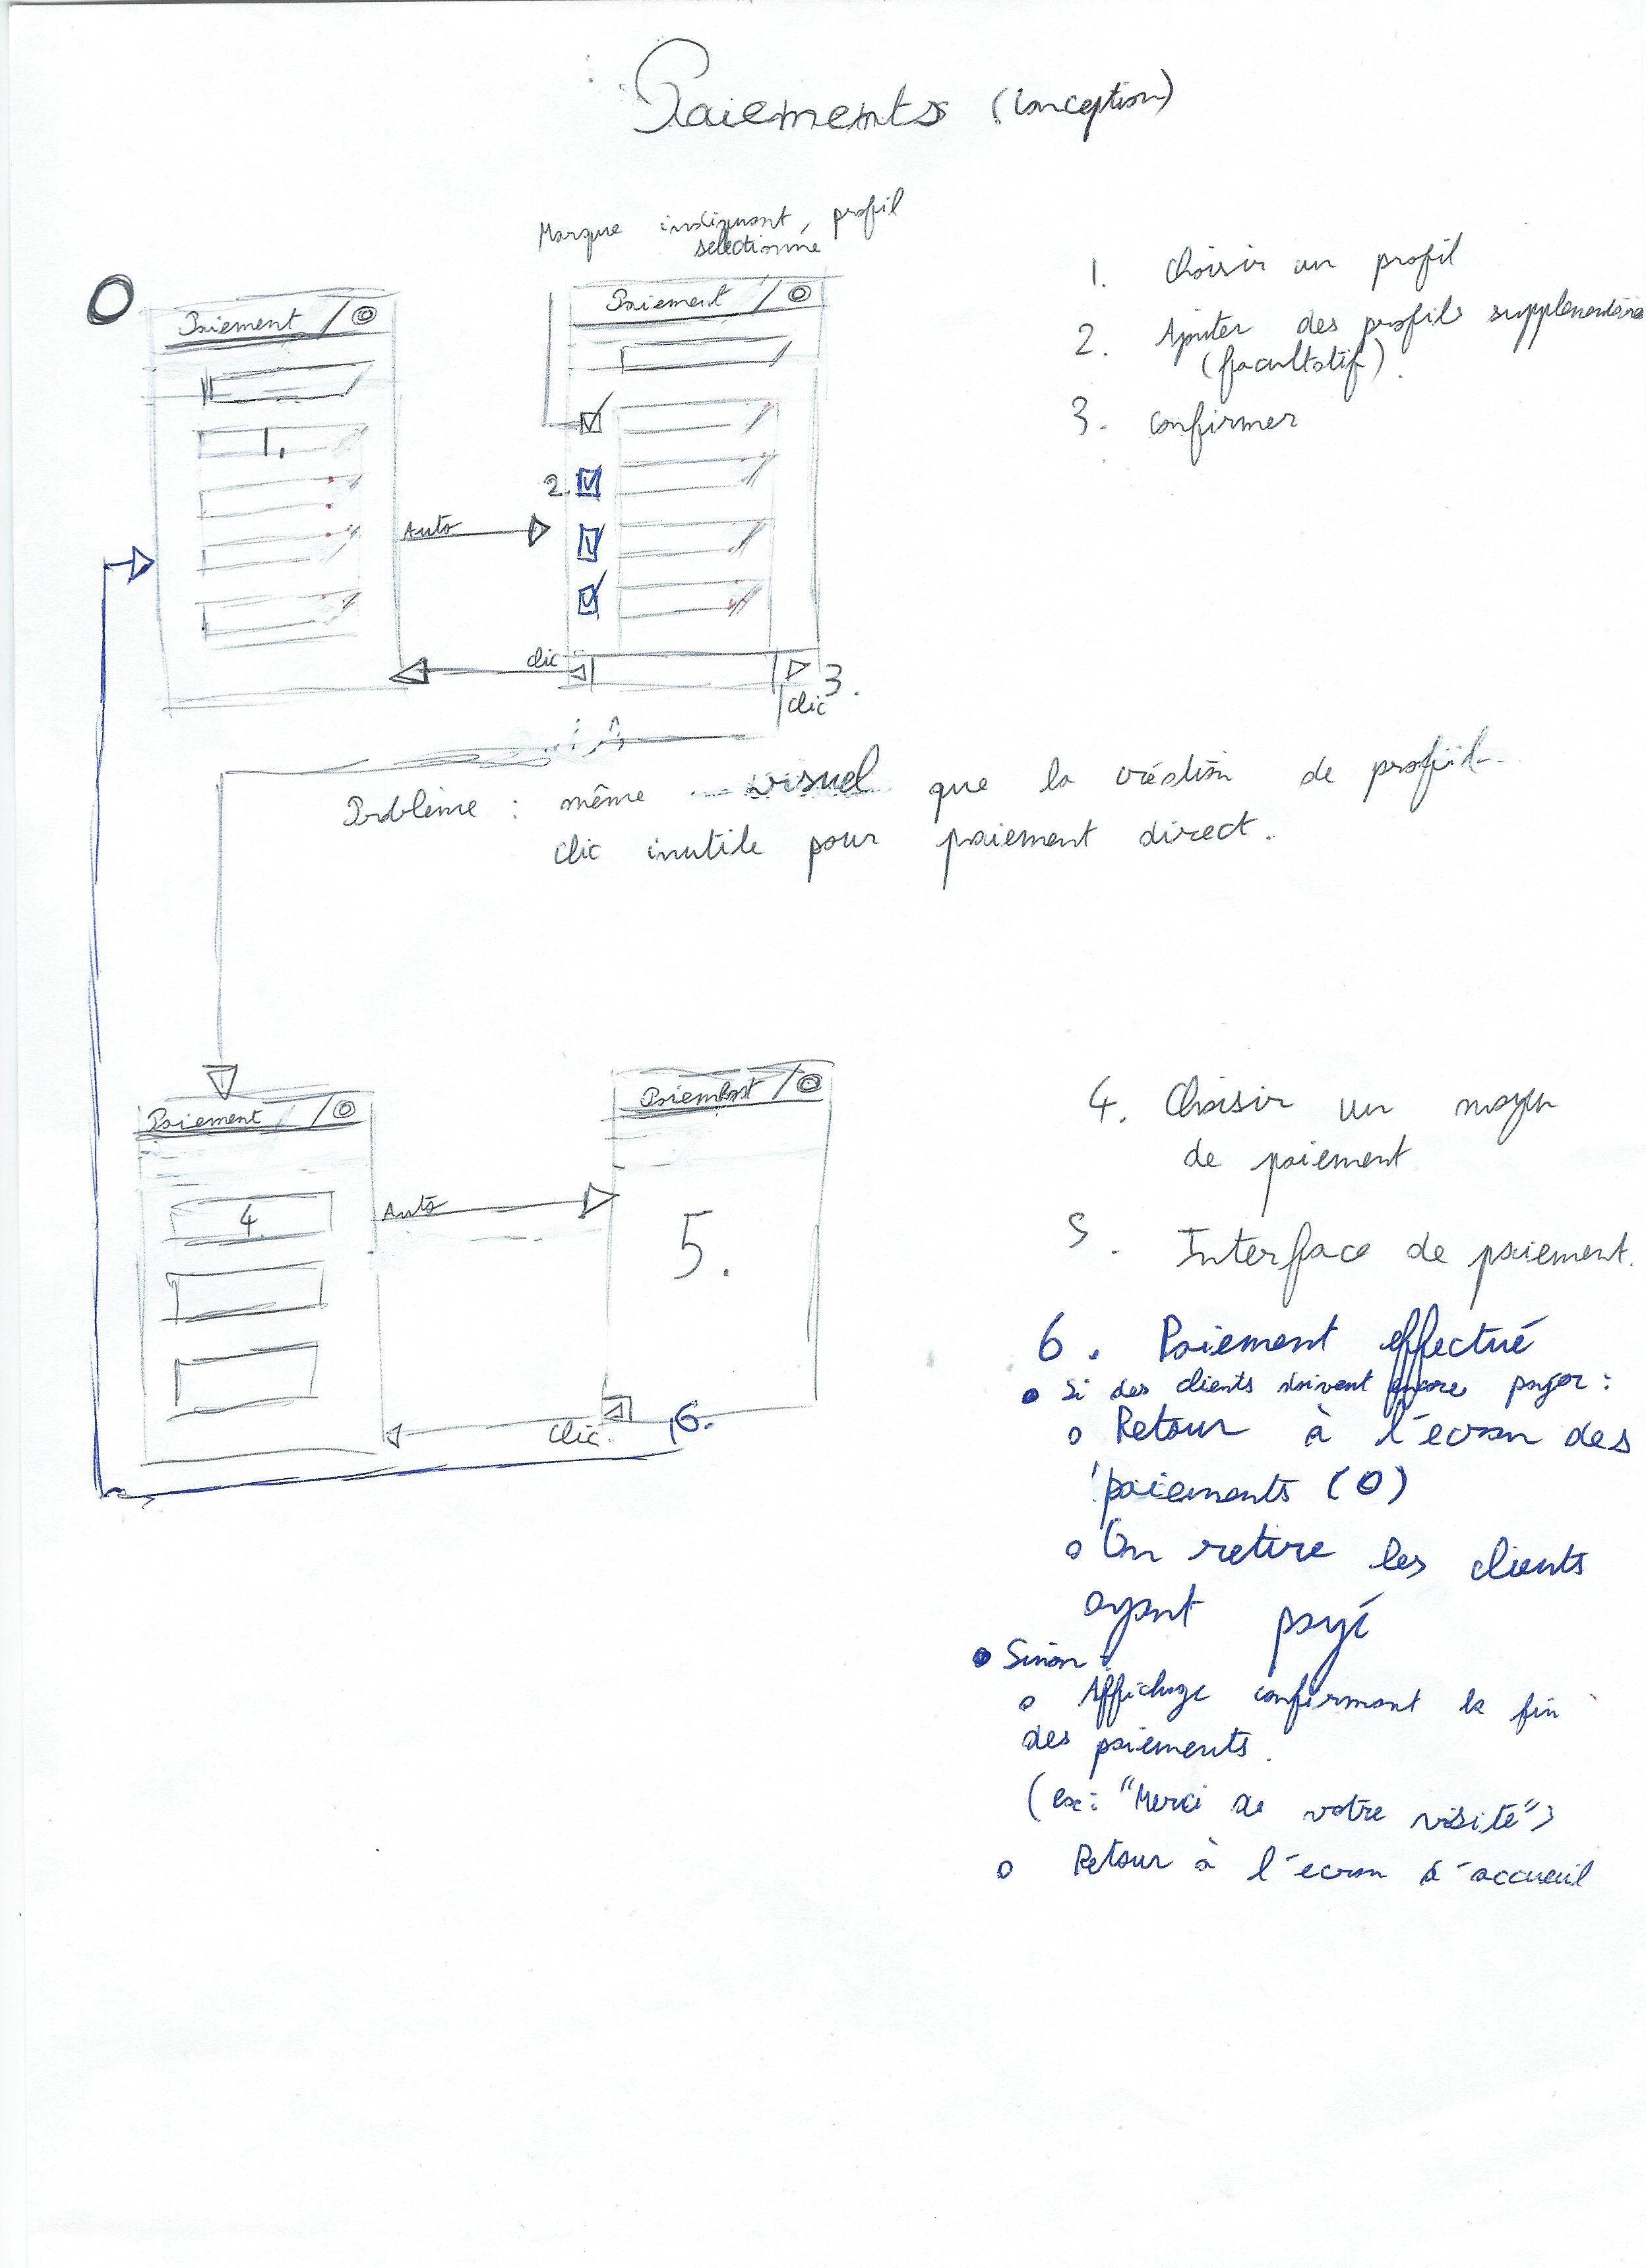 Paiements (conception)
Marque indiquant profil
sélectionné
O
Paiement
1.
Auto
Paiement
2.
clic
3.
clic
1. Choisir un profil
2. Ajouter des profils supplémentaires
(facultatif).
3. Confirmer
Problème : même visuel que la création de profil.
clic inutile pour paiement direct.
Paiement
4.
Auto
Paiement
5.
Clic.
6.
4. Choisir un moyen
de paiement
5. Interface de paiement.
6. Paiement effectué
• Si des clients doivent encore payer :
o Retour à l'écran des
paiements (O)
o On retire les clients
ayant payé
• Sinon :
o Affichage confirmant la fin
des paiements.
(ex: "Merci de votre visite")
o Retour à l'écran d'accueil